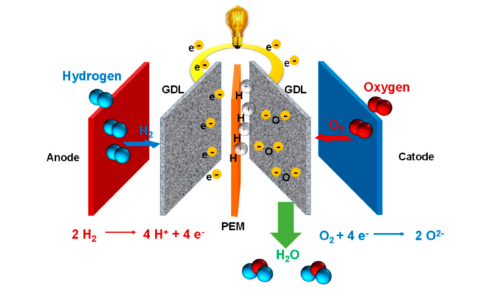 e⁻
e⁻
e⁻
e⁻
Hydrogen
GDL
GDL
Oxygen
e⁻
H
H₂
e⁻
H
O
O₂
Anode
e⁻
H
O
Catode
H
e⁻
O
PEM
2 H₂ → 4 H⁺ + 4 e⁻
O₂ + 4 e⁻ → 2 O²⁻
H₂O